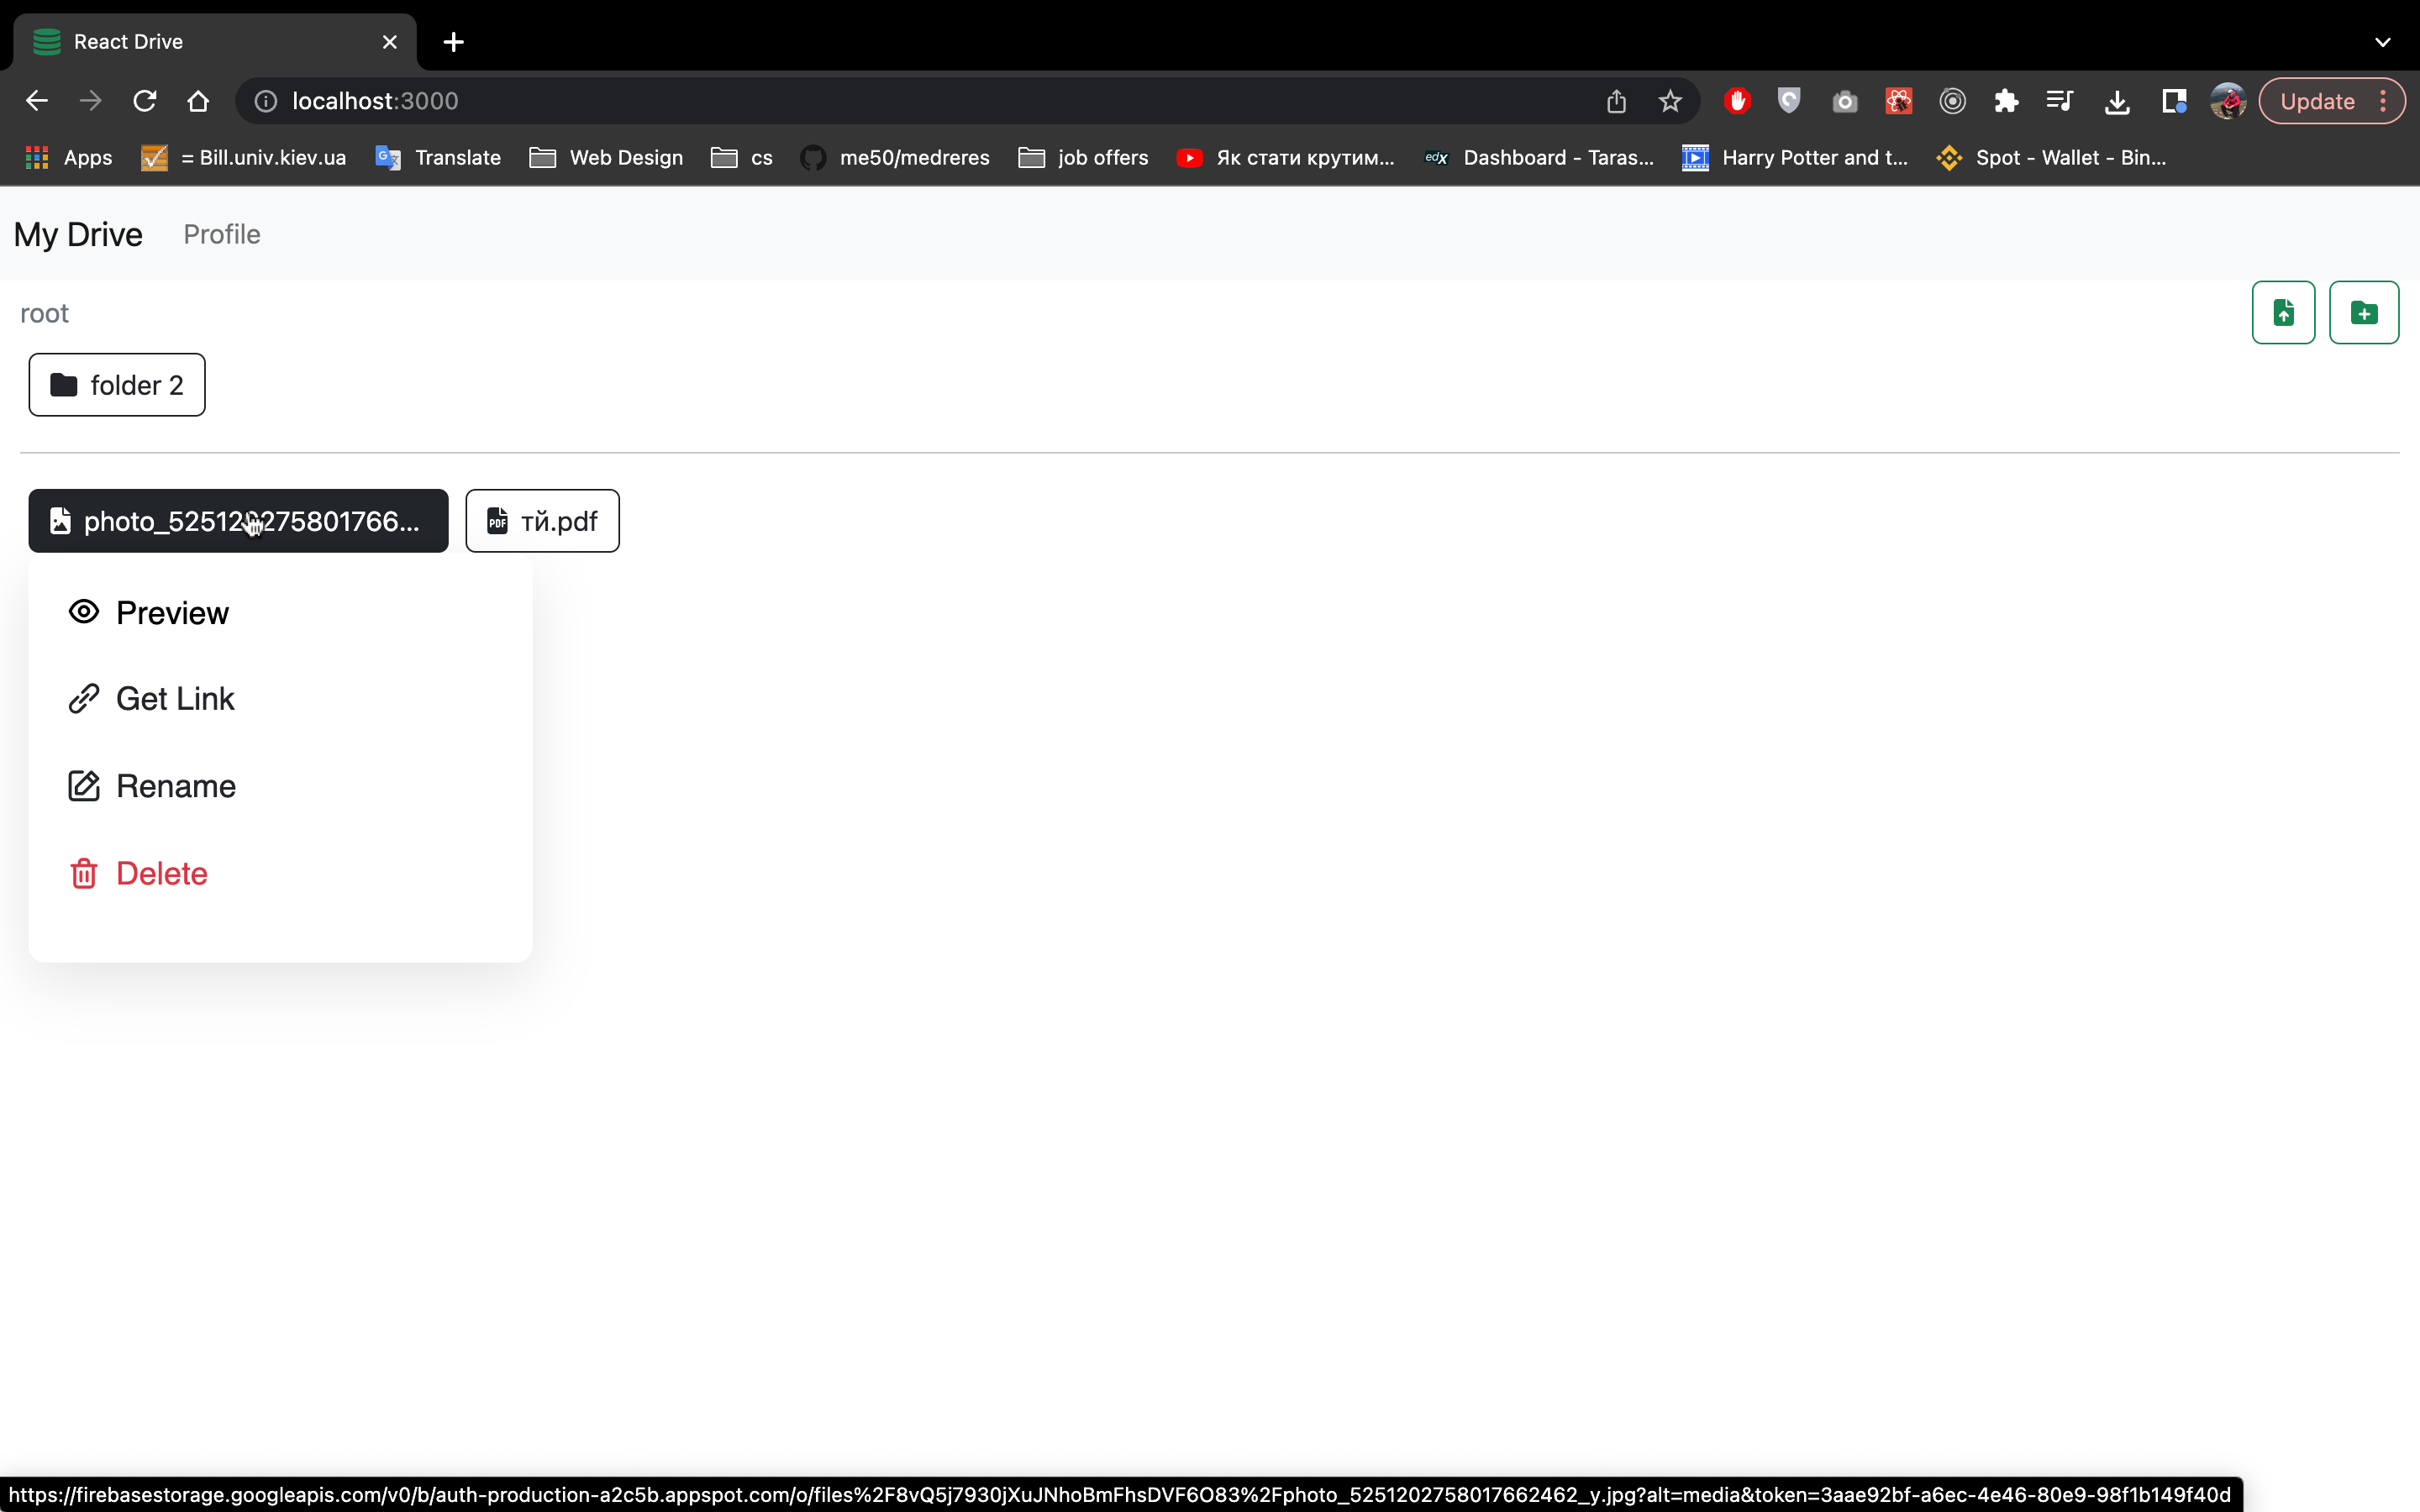 React Drive
localhost:3000
Update
Apps
= Bill.univ.kiev.ua
Translate
Web Design
cs
me50/medreres
job offers
Як стати крутим...
edX
Dashboard - Taras...
Harry Potter and t...
Spot - Wallet - Bin...
My Drive
Profile
root
folder 2
photo_525120275801766...
PDF
тй.pdf
Preview
Get Link
Rename
Delete
https://firebasestorage.googleapis.com/v0/b/auth-production-a2c5b.appspot.com/o/files%2F8vQ5j7930jXuJNhoBmFhsDVF6O83%2Fphoto_5251202758017662462_y.jpg?alt=media&token=3aae92bf-a6ec-4e46-80e9-98f1b149f40d